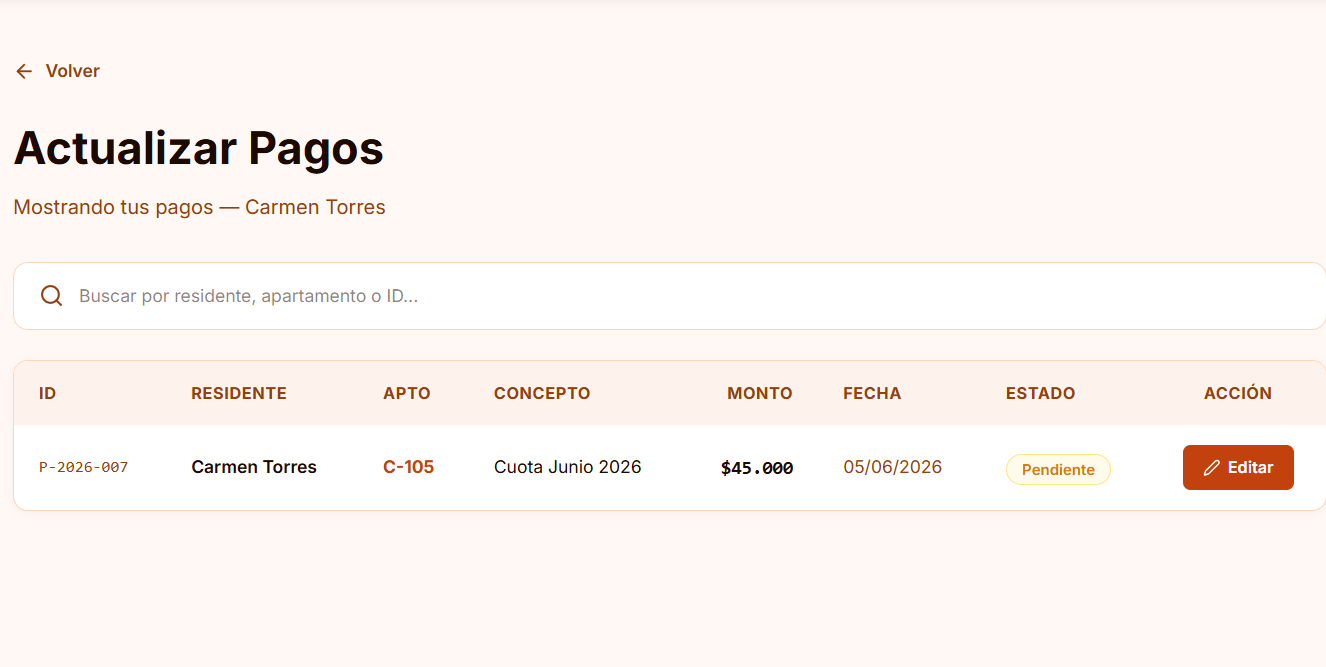 Volver
Actualizar Pagos
Mostrando tus pagos — Carmen Torres
Buscar por residente, apartamento o ID...
ID RESIDENTE APTO CONCEPTO MONTO FECHA ESTADO ACCIÓN
P-2026-007 Carmen Torres C-105 Cuota Junio 2026 $45.000 05/06/2026 Pendiente Editar